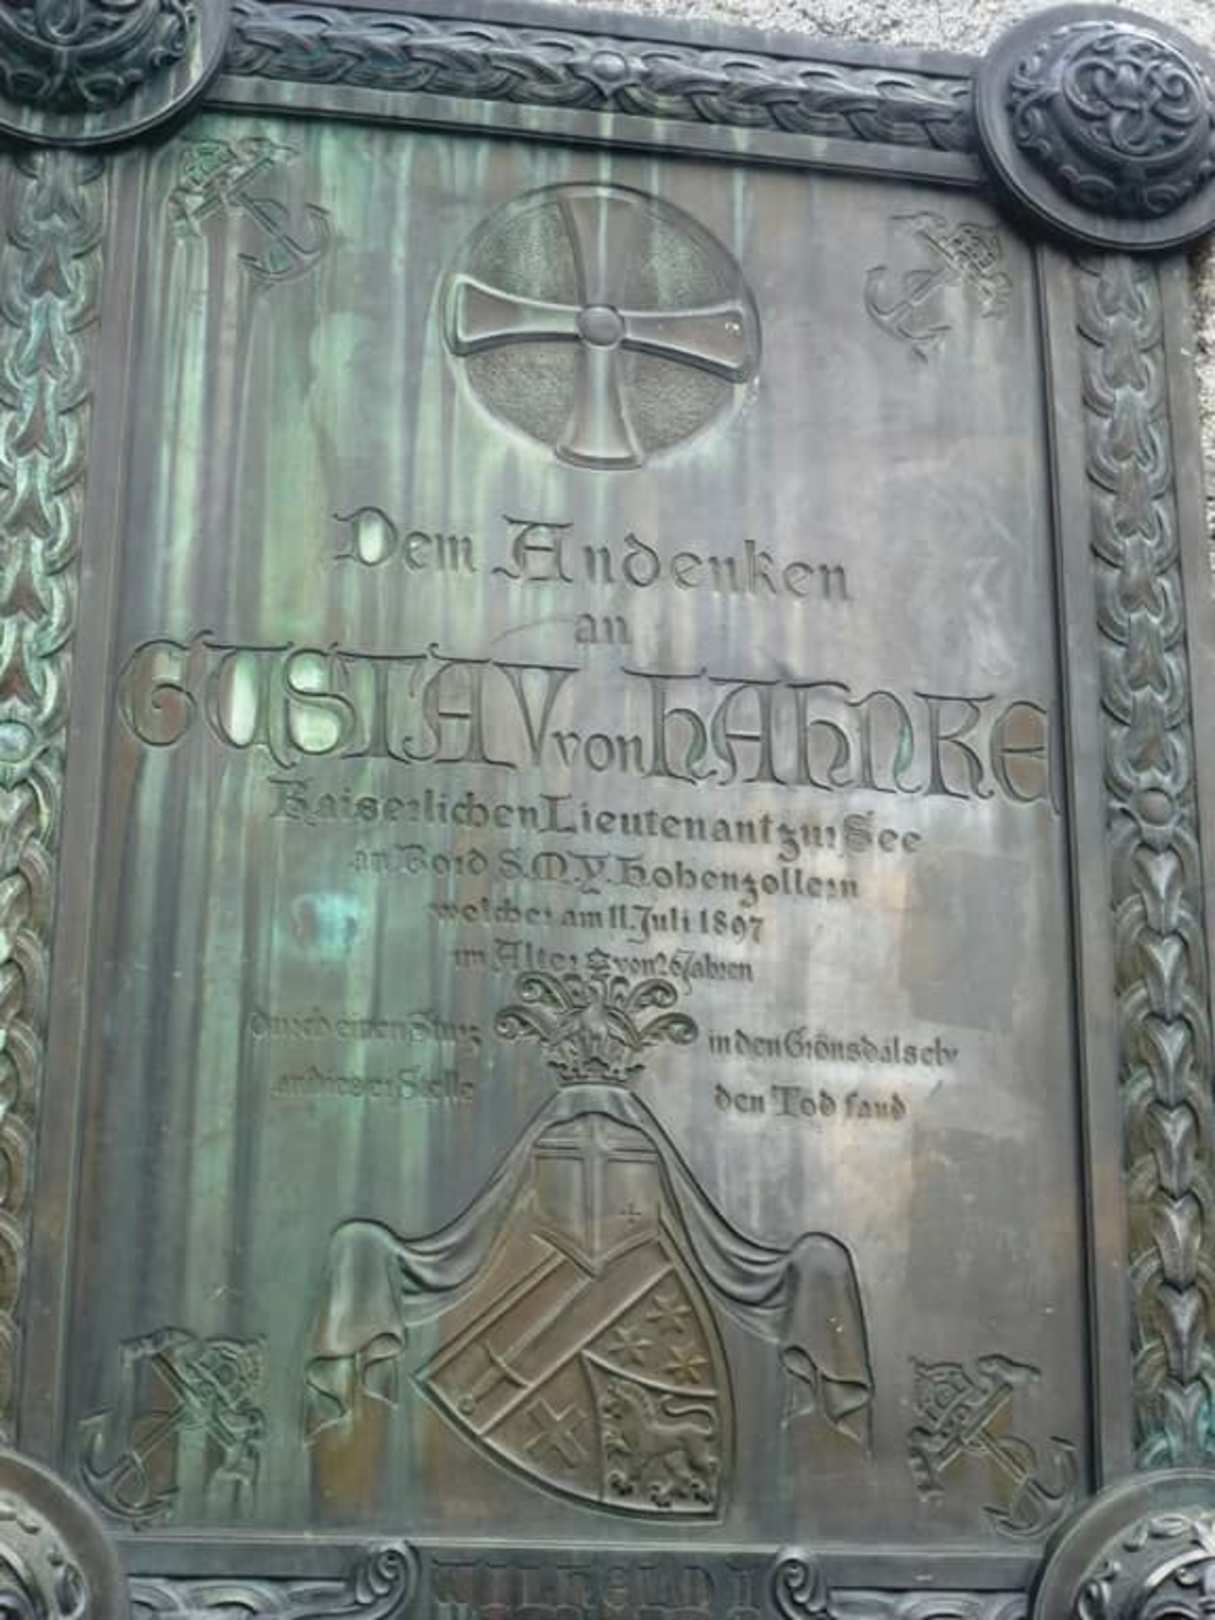 Dem Andenken
an
GUSTAV von HAHNKE
Kaiserlichen Lieutenant zur See
an Bord S.M.Y. Hohenzollern
welcher am 11. Juli 1897
im Alter von 26 Jahren
durch einen Sturz in den Grönsdalselv
an dieser Stelle den Tod fand
WILHELM I